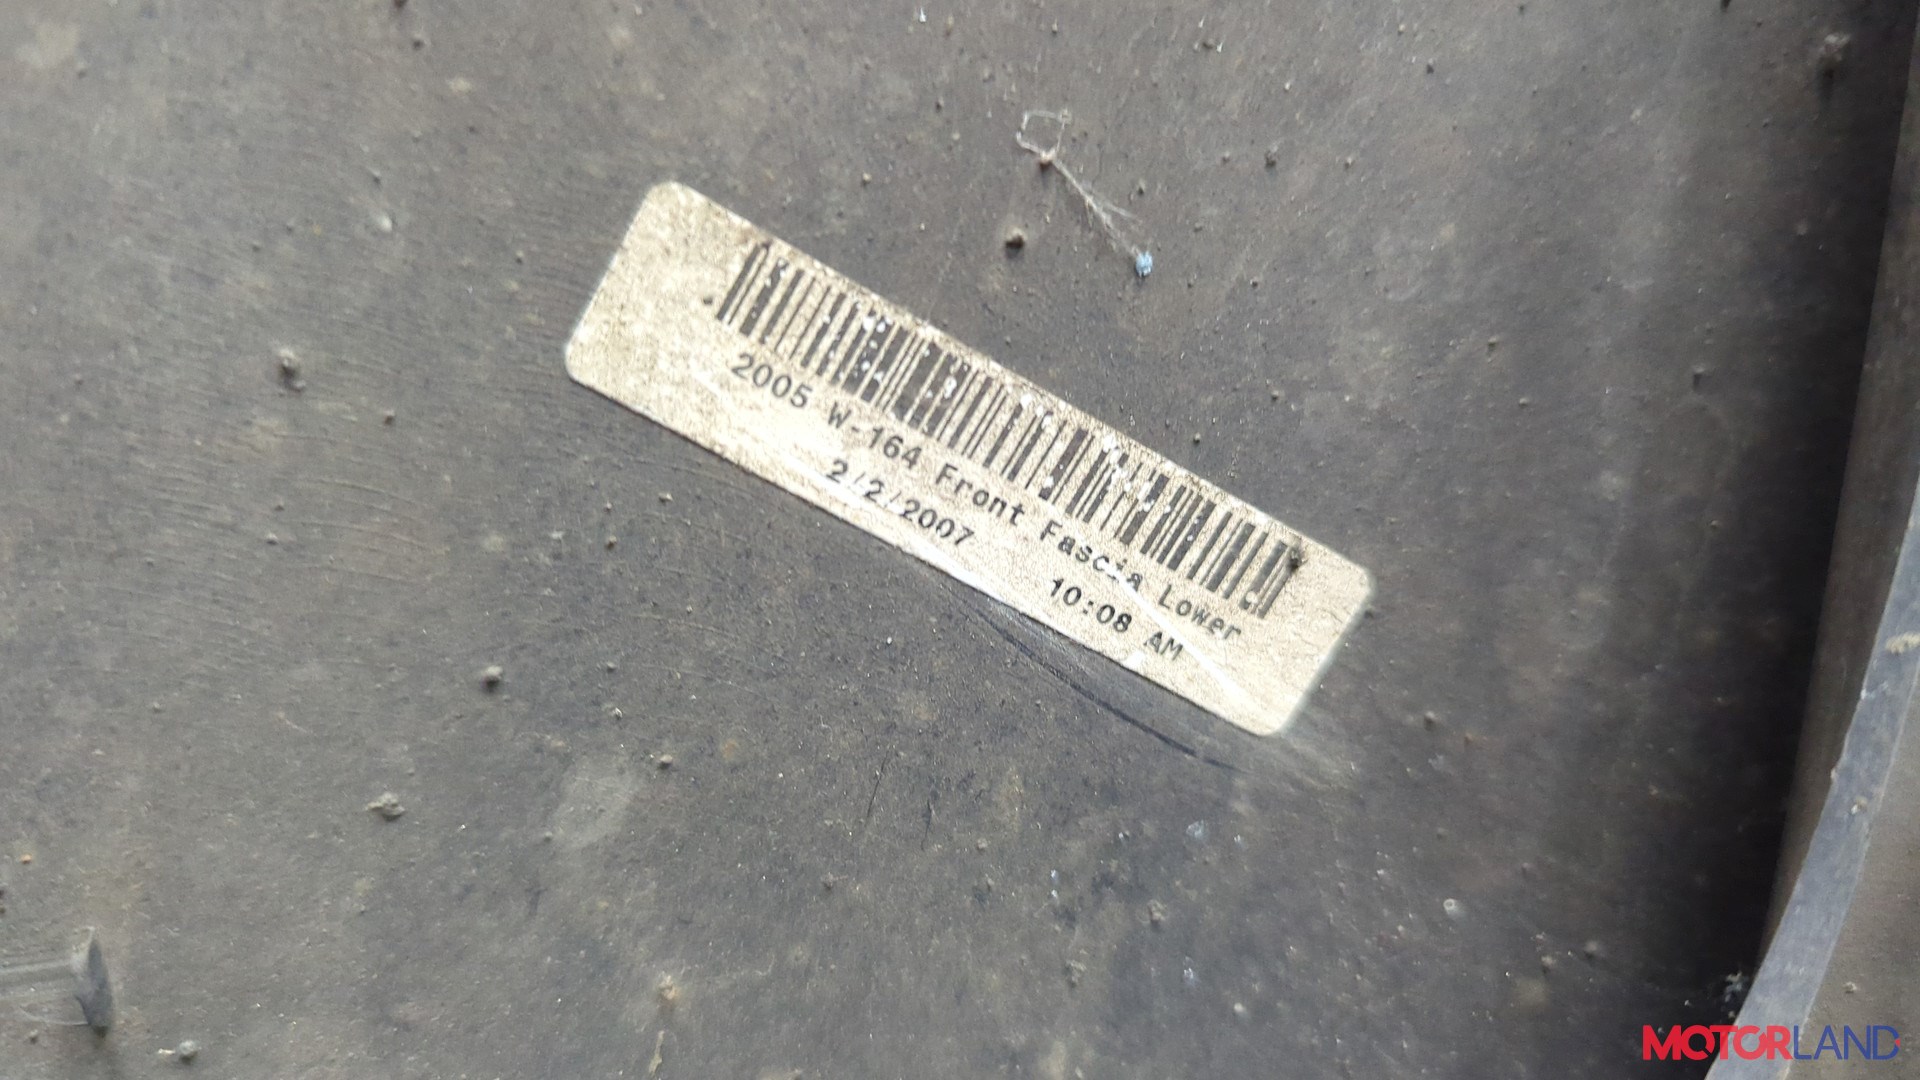 2005 W-164 Front Fascia Lower
2/2/2007 10:08 AM
MOTORLAND